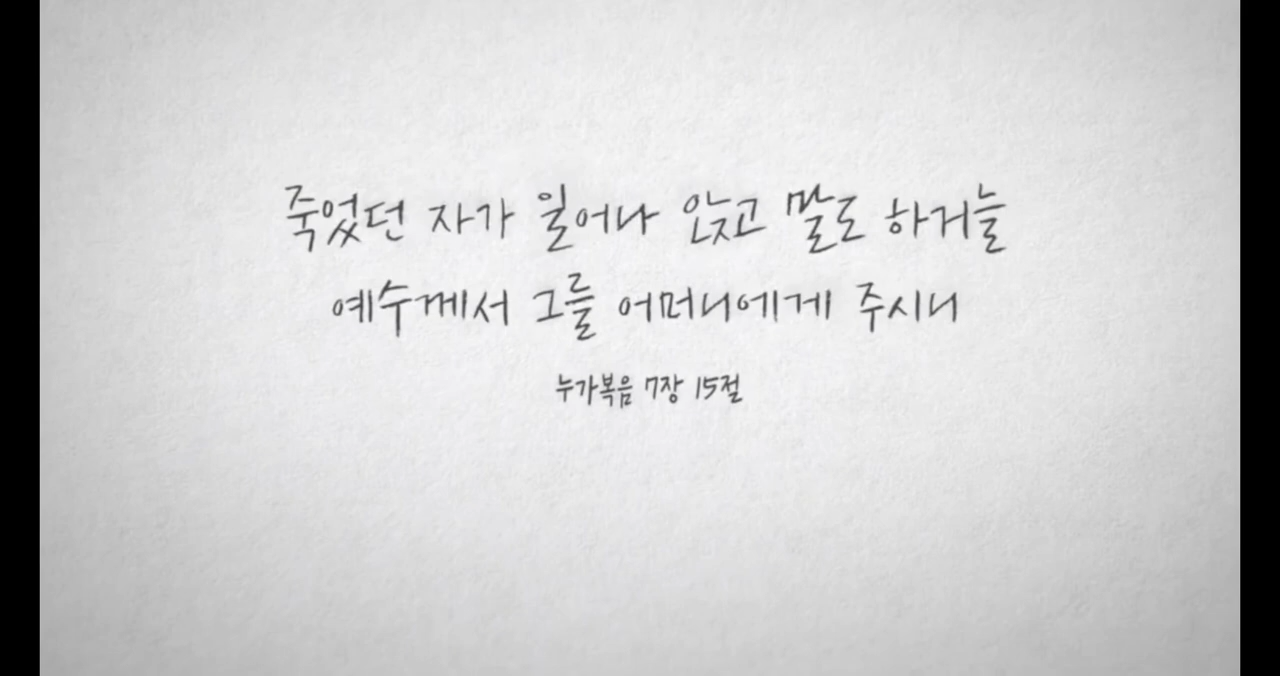 죽었던 자가 일어나 앉고 말도 하거늘
예수께서 그를 어머니에게 주시니
누가복음 7장 15절